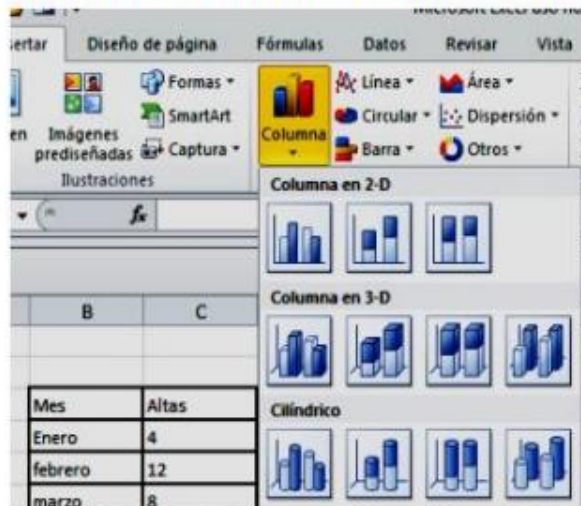 Microsoft Excel uso no
ertar Diseño de página Fórmulas Datos Revisar Vista
Formas Línea Área
SmartArt Circular Dispersión
en Imágenes prediseñadas Captura Columna Barra Otros
Ilustraciones
Columna en 2-D
fx
Columna en 3-D
B C
Mes Altas
Cilíndrico
Enero 4
febrero 12
marzo 8